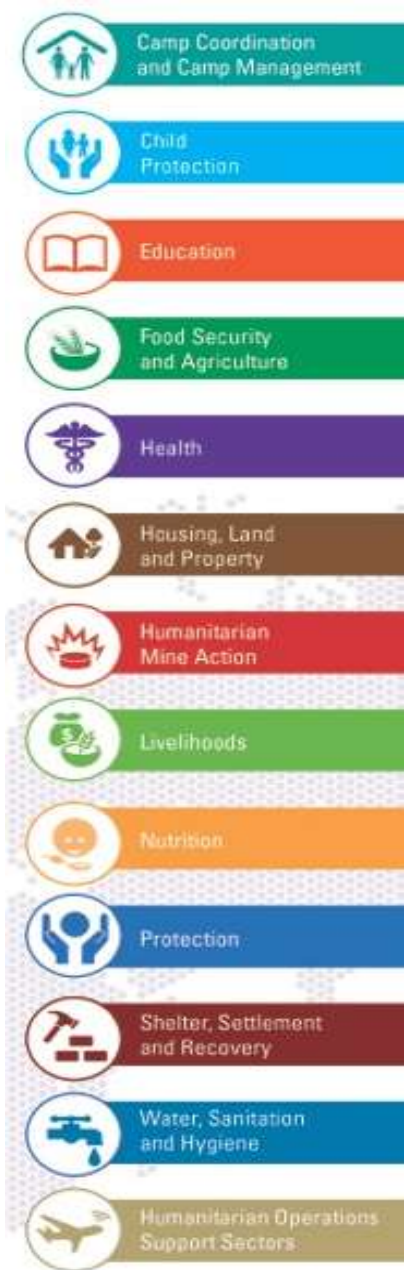 Camp Coordination
and Camp Management
Child
Protection
Education
Food Security
and Agriculture
Health
Housing, Land
and Property
Humanitarian
Mine Action
Livelihoods
$
Nutrition
Protection
Shelter, Settlement
and Recovery
Water, Sanitation
and Hygiene
Humanitarian Operations
Support Sectors